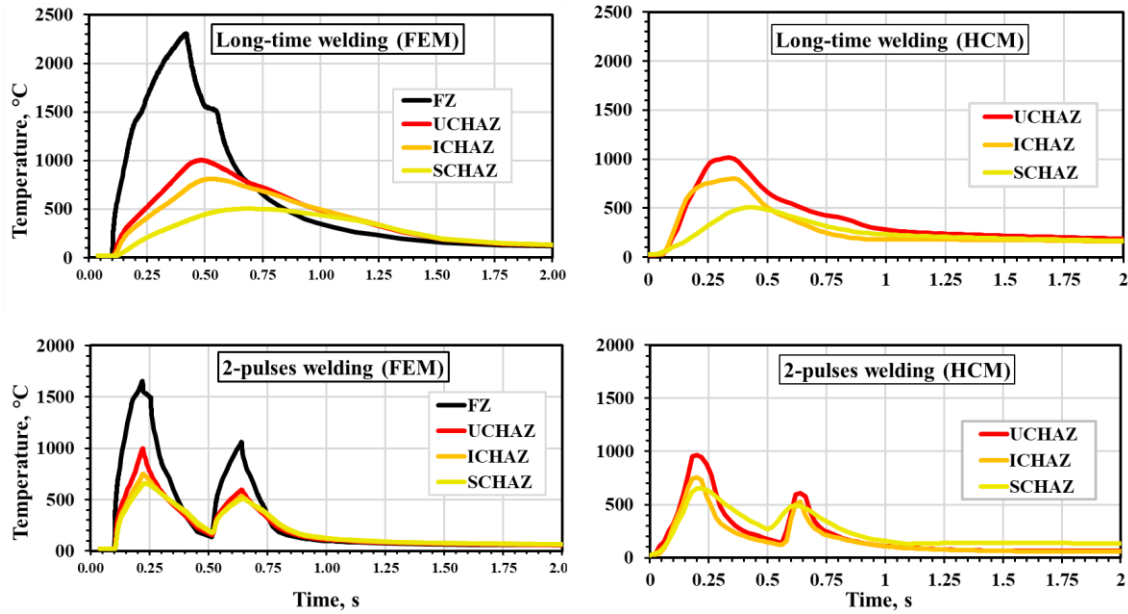 Long-time welding (FEM)
Temperature, °C
2500
2000
1500
1000
500
0
FZ
UCHAZ
ICHAZ
SCHAZ
0.00 0.25 0.50 0.75 1.00 1.25 1.50 1.75 2.00
Long-time welding (HCM)
2500
2000
1500
1000
500
0
UCHAZ
ICHAZ
SCHAZ
0 0.25 0.5 0.75 1 1.25 1.5 1.75 2
2-pulses welding (FEM)
Temperature, °C
2000
1500
1000
500
00
FZ
UCHAZ
ICHAZ
SCHAZ
0.00 0.25 0.50 0.75 1.00 1.25 1.50 1.75 2.0
Time, s
2-pulses welding (HCM)
2000
1500
1000
500
0
UCHAZ
ICHAZ
SCHAZ
0 0.25 0.5 0.75 1 1.25 1.5 1.75 2
Time, s